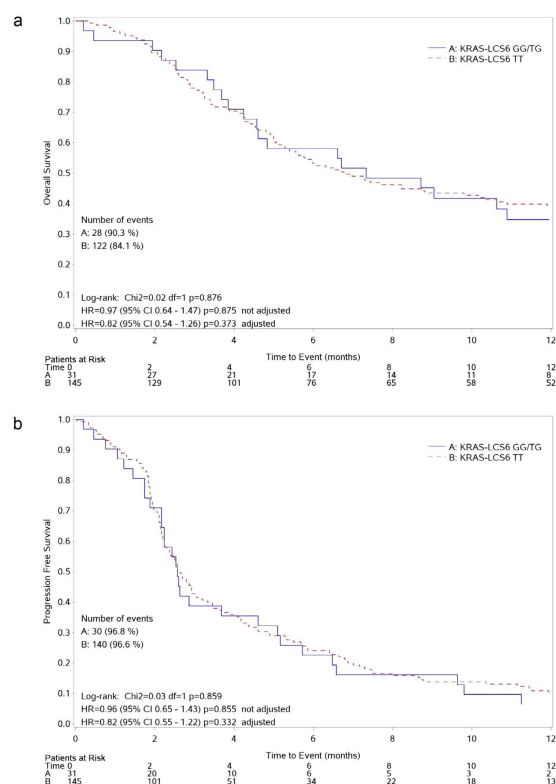 a
1.0
0.9
0.8
0.7
0.6
0.5
0.4
0.3
0.2
0.1
0.0
Overall Survival
A: KRAS-LCS6 GG/TG
B: KRAS-LCS6 TT
Number of events
A: 28 (90.3 %)
B: 122 (84.1 %)
Log-rank: Chi2=0.02 df=1 p=0.876
HR=0.97 (95% CI 0.64 - 1.47) p=0.875 not adjusted
HR=0.82 (95% CI 0.54 - 1.26) p=0.373 adjusted
0 2 4 6 8 10 12
Time to Event (months)
Patients at Risk
Time 0 2 4 6 8 10 12
A 31 27 21 17 14 11 8
B 145 129 101 76 65 58 52
b
1.0
0.9
0.8
0.7
0.6
0.5
0.4
0.3
0.2
0.1
0.0
Progression Free Survival
A: KRAS-LCS6 GG/TG
B: KRAS-LCS6 TT
Number of events
A: 30 (96.8 %)
B: 140 (96.6 %)
Log-rank: Chi2=0.03 df=1 p=0.859
HR=0.96 (95% CI 0.65 - 1.43) p=0.855 not adjusted
HR=0.82 (95% CI 0.55 - 1.22) p=0.332 adjusted
0 2 4 6 8 10 12
Time to Event (months)
Patients at Risk
Time 0 2 4 6 8 10 12
A 31 20 10 6 5 3 2
B 145 101 51 34 22 18 13